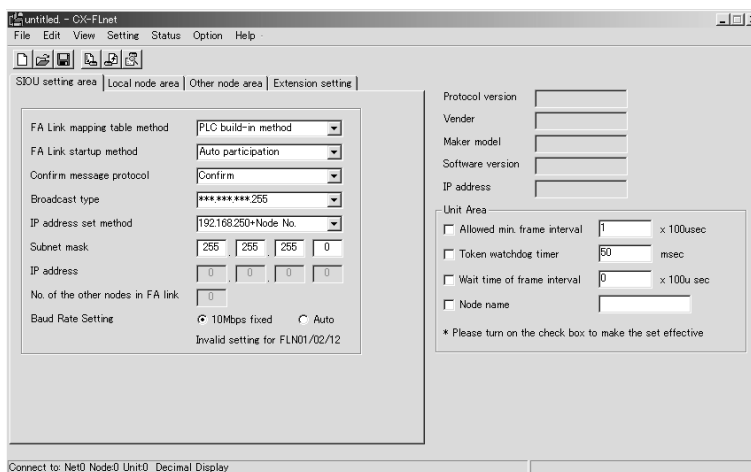 untitled. - CX-FLnet
File Edit View Setting Status Option Help
SIOU setting area Local node area Other node area Extension setting
FA Link mapping table method PLC build-in method
FA Link startup method Auto participation
Confirm message protocol Confirm
Broadcast type ***.***.***.255
IP address set method 192.168.250+Node No.
Subnet mask 255 . 255 . 255 . 0
IP address 0 . 0 . 0 . 0
No. of the other nodes in FA link 0
Baud Rate Setting 10Mbps fixed Auto
Invalid setting for FLN01/02/12
Protocol version
Vender
Maker model
Software version
IP address
Unit Area
Allowed min. frame interval 1 x 100usec
Token watchdog timer 50 msec
Wait time of frame interval 0 x 100u sec
Node name
* Please turn on the check box to make the set effective
Connect to: Net0 Node:0 Unit:0 Decimal Display